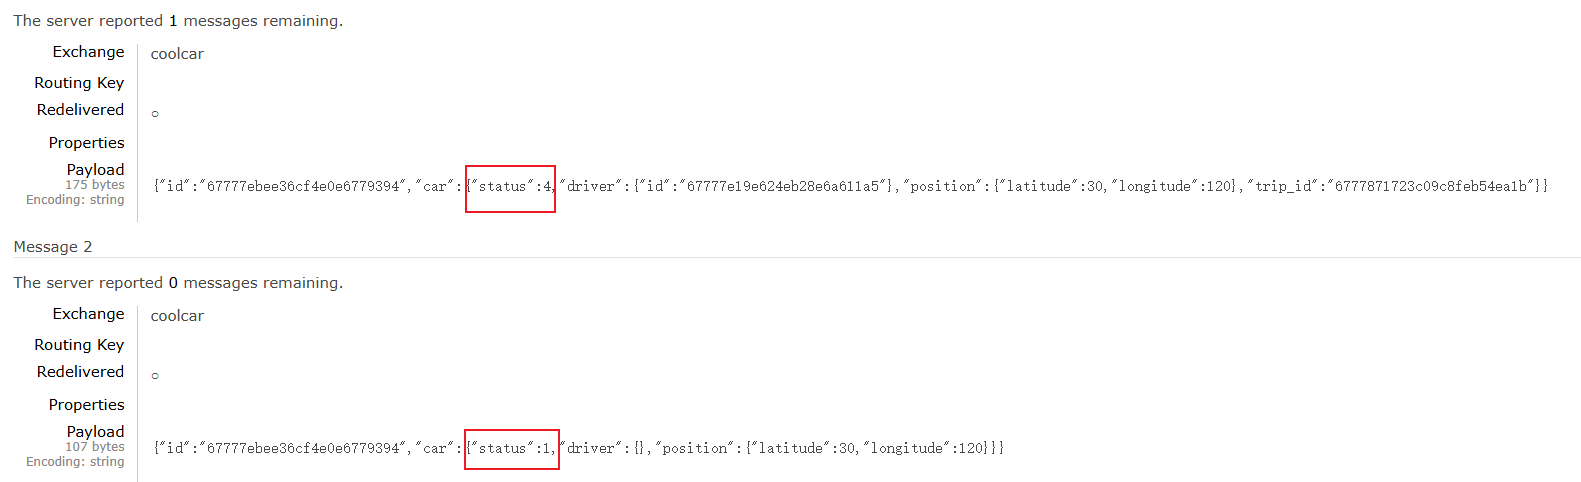 The server reported 1 messages remaining.
Exchange coolcar
Routing Key
Redelivered ○
Properties
Payload
175 bytes
Encoding: string
{"id":"67777ebee36cf4e0e6779394","car":{"status":4,"driver":{"id":"67777e19e624eb28e6a611a5"},"position":{"latitude":30,"longitude":120},"trip_id":"6777871723c09c8feb54ea1b"}}
Message 2
The server reported 0 messages remaining.
Exchange coolcar
Routing Key
Redelivered ○
Properties
Payload
107 bytes
Encoding: string
{"id":"67777ebee36cf4e0e6779394","car":{"status":1,"driver":{},"position":{"latitude":30,"longitude":120}}}